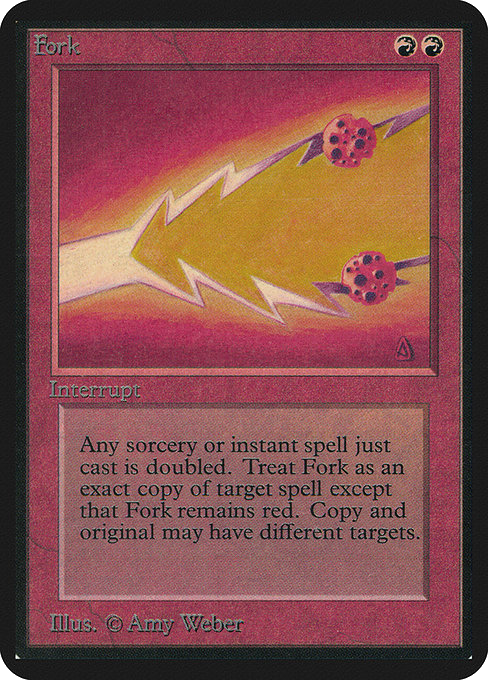 Fork
Interrupt
Any sorcery or instant spell just
cast is doubled. Treat Fork as an
exact copy of target spell except
that Fork remains red. Copy and
original may have different targets.
Illus. © Amy Weber